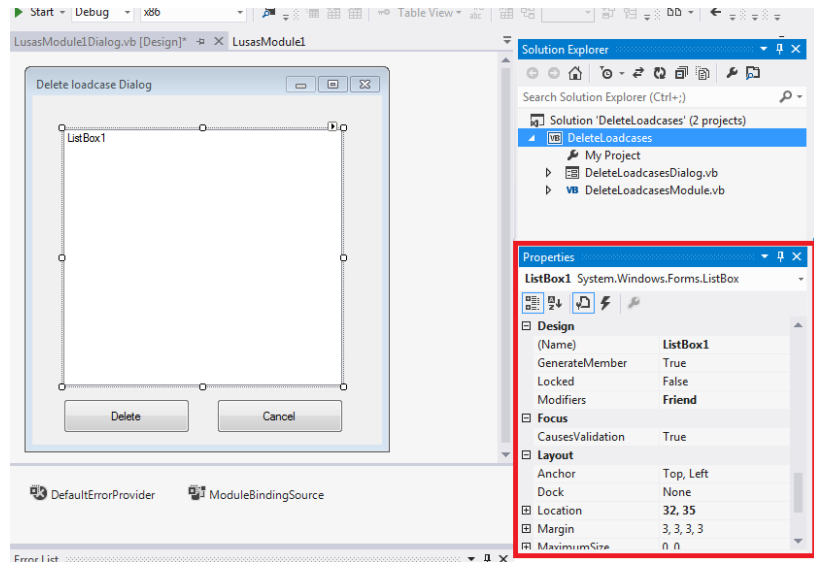 Start Debug x86 Table View
LusasModule1Dialog.vb [Design]* LusasModule1
Delete loadcase Dialog
ListBox1
Delete Cancel
DefaultErrorProvider ModuleBindingSource
Error List
Solution Explorer
Search Solution Explorer (Ctrl+;)
Solution 'DeleteLoadcases' (2 projects)
VB DeleteLoadcases
My Project
DeleteLoadcasesDialog.vb
VB DeleteLoadcasesModule.vb
Properties
ListBox1 System.Windows.Forms.ListBox
Design
(Name) ListBox1
GenerateMember True
Locked False
Modifiers Friend
Focus
CausesValidation True
Layout
Anchor Top, Left
Dock None
Location 32, 35
Margin 3, 3, 3, 3
MaximumSize 0, 0